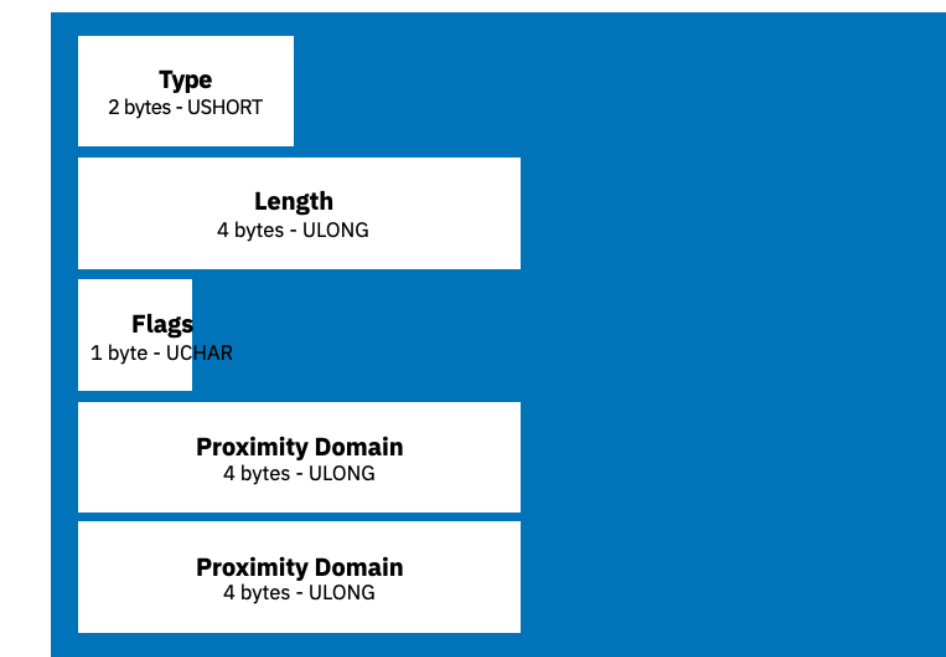 Type
2 bytes - USHORT
Length
4 bytes - ULONG
Flags
1 byte - UCHAR
Proximity Domain
4 bytes - ULONG
Proximity Domain
4 bytes - ULONG